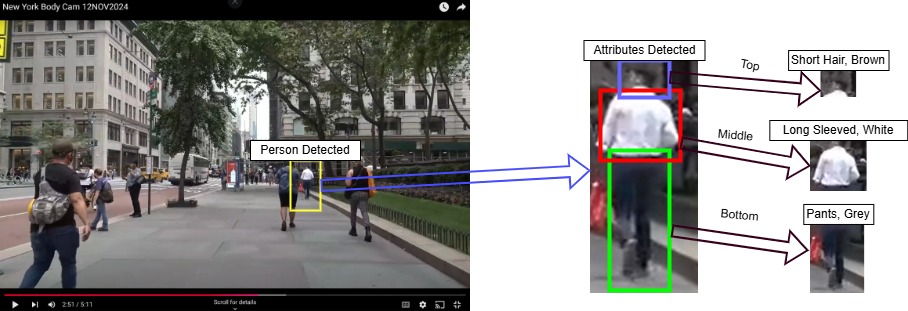 New York Body Cam 12NOV2024
Person Detected
2:51 / 5:11
Scroll for details
Attributes Detected
Top
Short Hair, Brown
Middle
Long Sleeved, White
Bottom
Pants, Grey